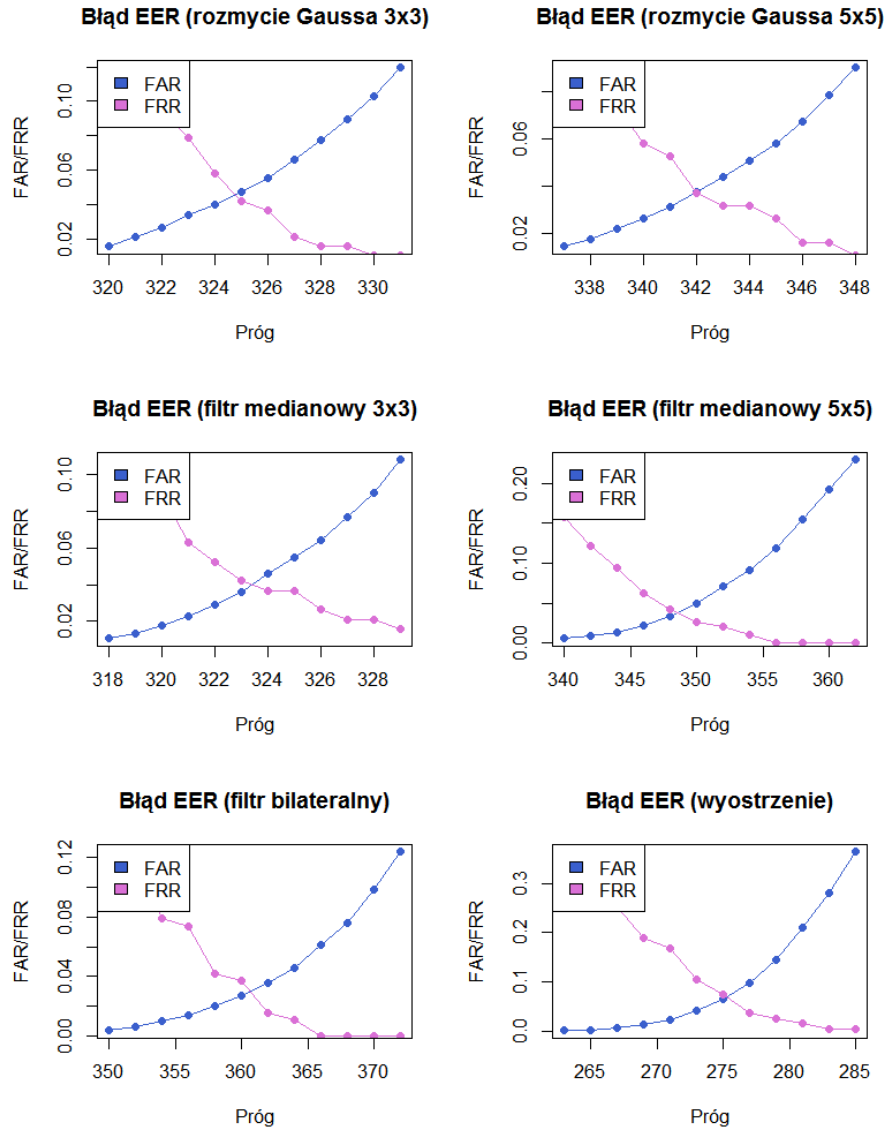 Błąd EER (rozmycie Gaussa 3x3)
FAR
FRR
FAR/FRR
0.02 0.06 0.10
320 322 324 326 328 330
Próg
Błąd EER (rozmycie Gaussa 5x5)
FAR
FRR
FAR/FRR
0.02 0.06
338 340 342 344 346 348
Próg
Błąd EER (filtr medianowy 3x3)
FAR
FRR
FAR/FRR
0.02 0.06 0.10
318 320 322 324 326 328
Próg
Błąd EER (filtr medianowy 5x5)
FAR
FRR
FAR/FRR
0.00 0.10 0.20
340 345 350 355 360
Próg
Błąd EER (filtr bilateralny)
FAR
FRR
FAR/FRR
0.00 0.04 0.08 0.12
350 355 360 365 370
Próg
Błąd EER (wyostrzenie)
FAR
FRR
FAR/FRR
0.0 0.1 0.2 0.3
265 270 275 280 285
Próg